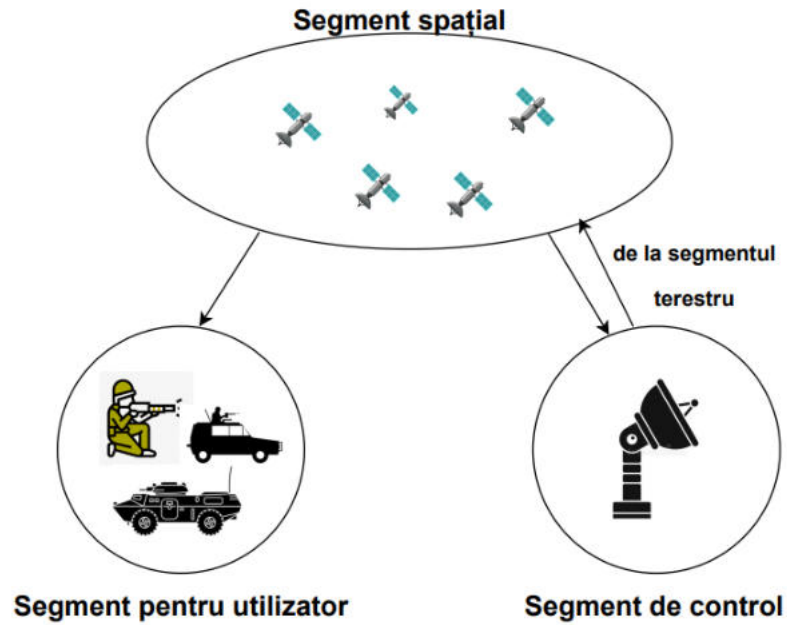 Segment spațial
de la segmentul
terestru
Segment pentru utilizator
Segment de control